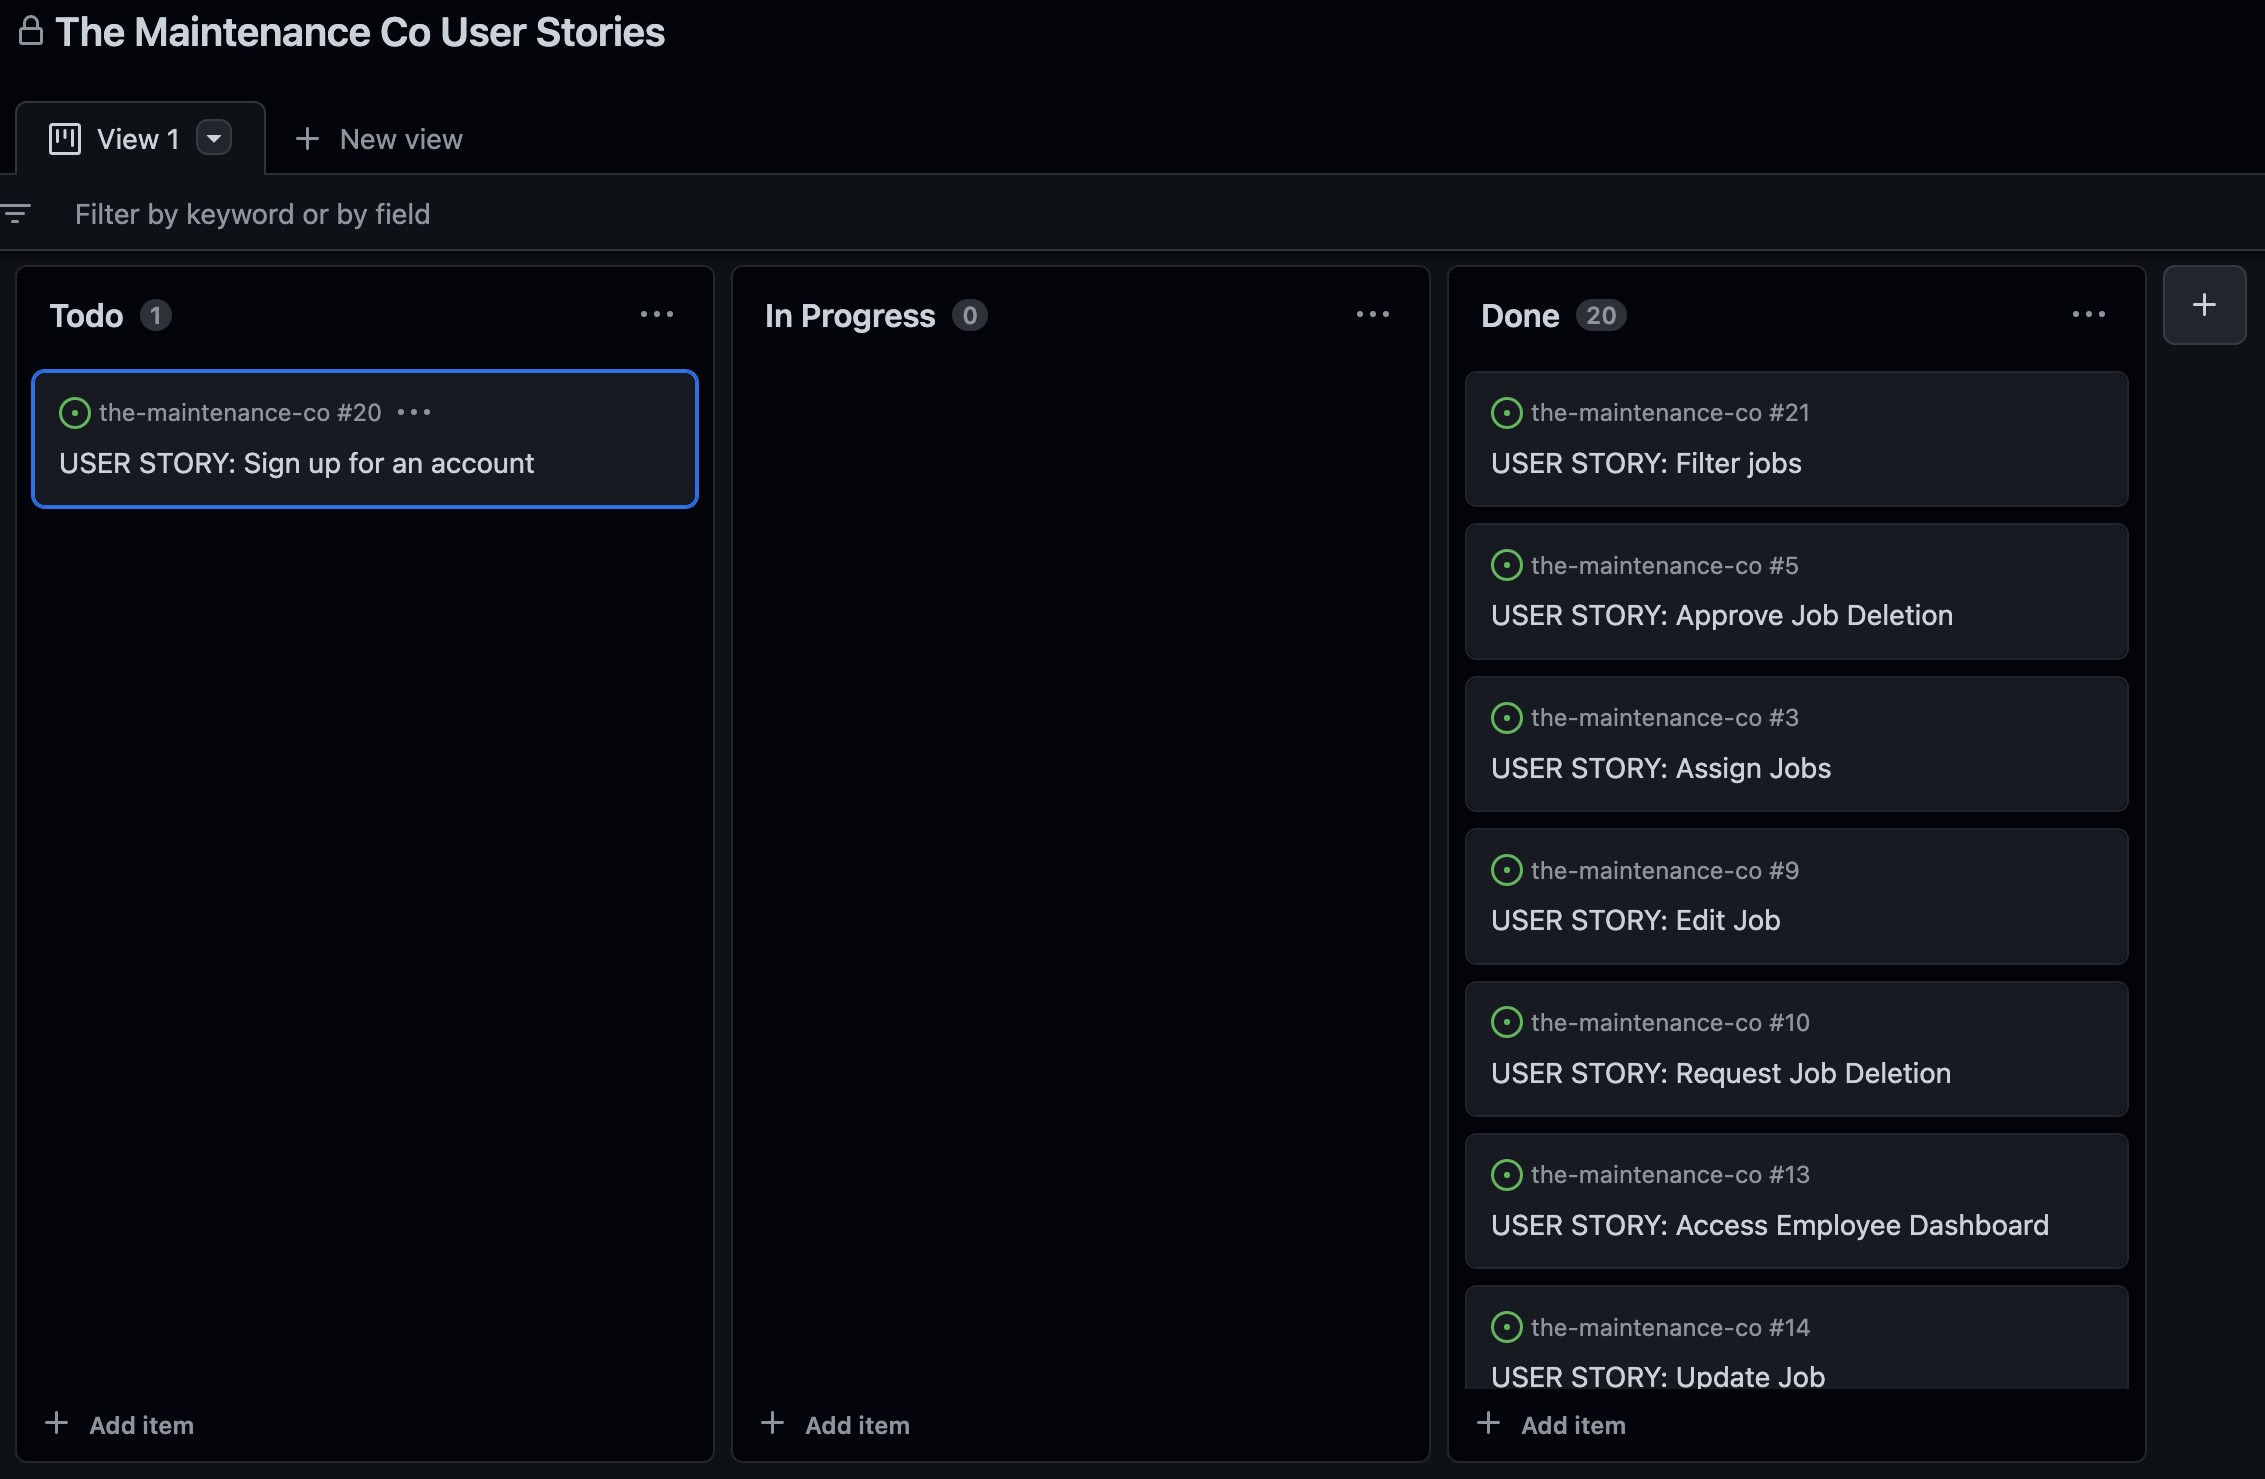 The Maintenance Co User Stories
View 1
New view
Filter by keyword or by field
Todo 1
the-maintenance-co #20
USER STORY: Sign up for an account
Add item
In Progress 0
Add item
Done 20
the-maintenance-co #21
USER STORY: Filter jobs
the-maintenance-co #5
USER STORY: Approve Job Deletion
the-maintenance-co #3
USER STORY: Assign Jobs
the-maintenance-co #9
USER STORY: Edit Job
the-maintenance-co #10
USER STORY: Request Job Deletion
the-maintenance-co #13
USER STORY: Access Employee Dashboard
the-maintenance-co #14
USER STORY: Update Job
Add item